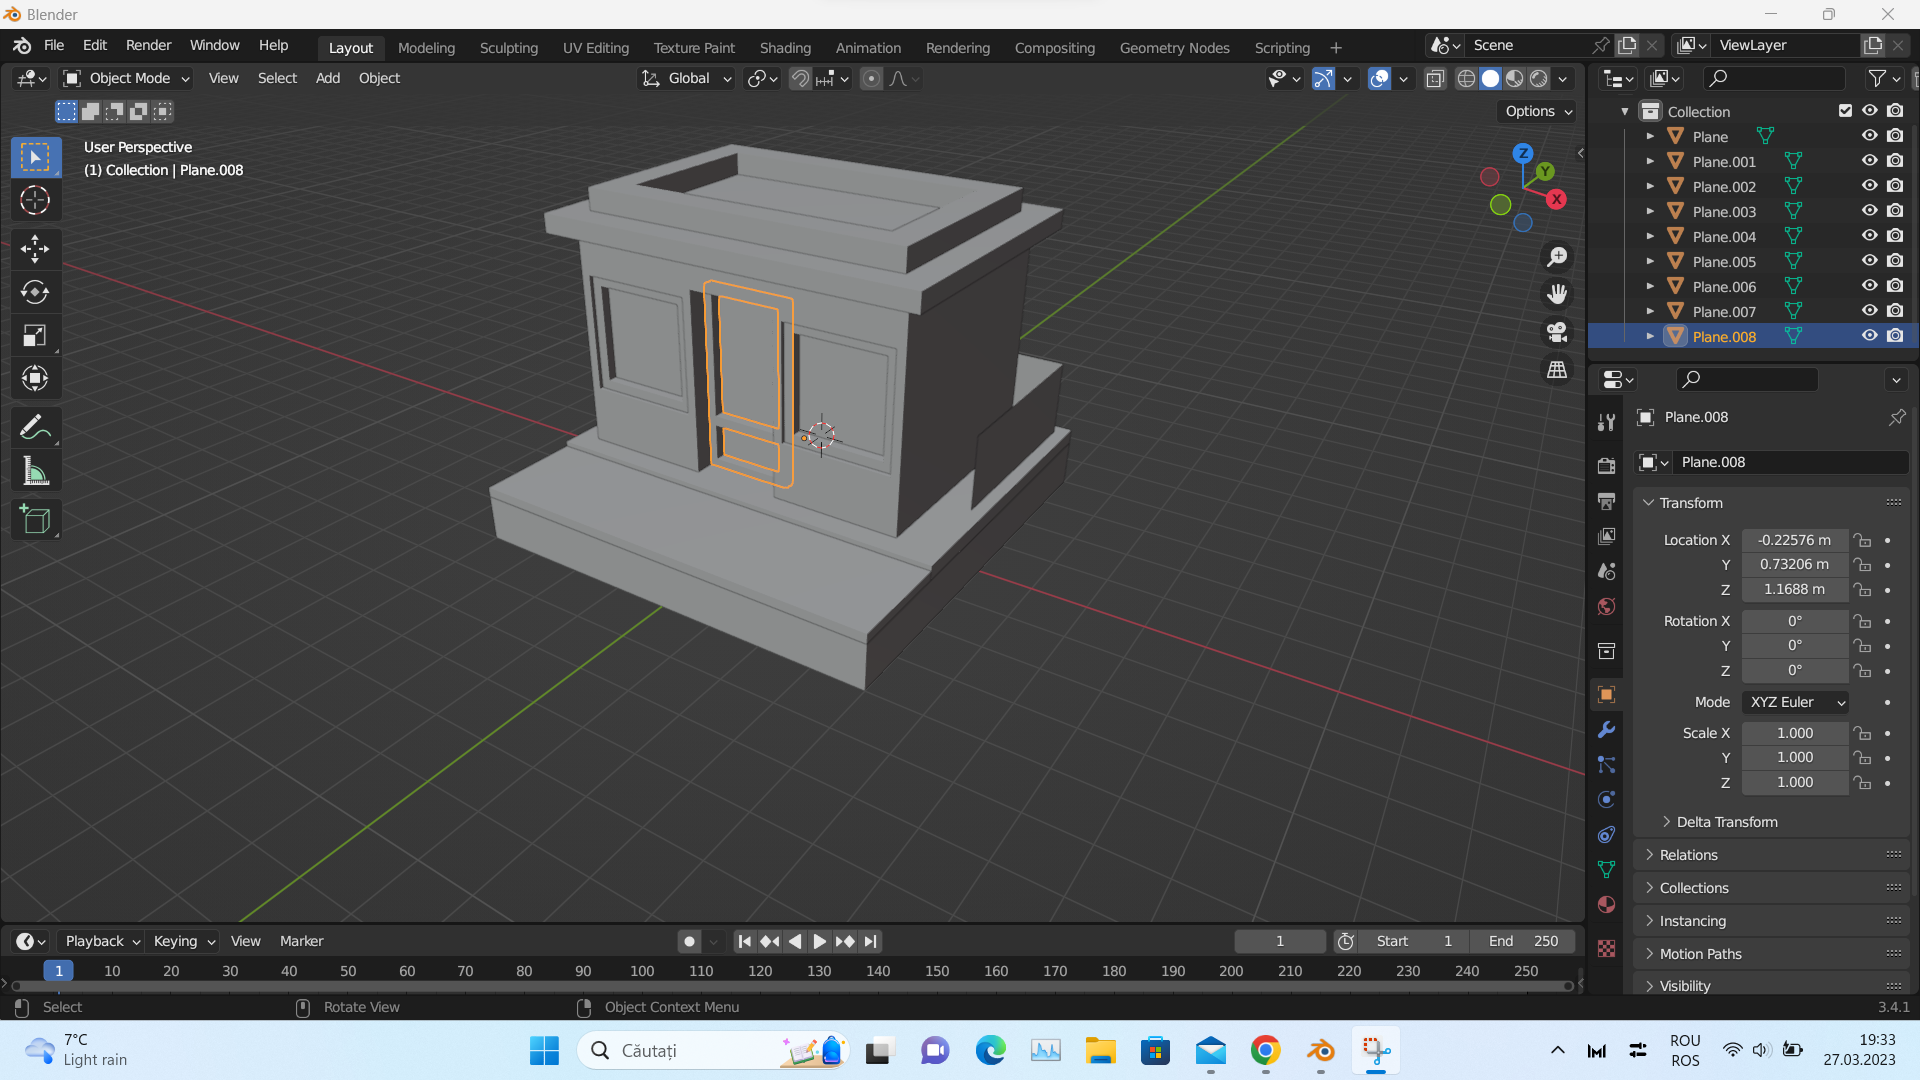 Blender
File Edit Render Window Help Layout Modeling Sculpting UV Editing Texture Paint Shading Animation Rendering Compositing Geometry Nodes Scripting + Scene ViewLayer
Object Mode View Select Add Object Global
Options
User Perspective
(1) Collection | Plane.008
Z
Y
X
Collection
Plane
Plane.001
Plane.002
Plane.003
Plane.004
Plane.005
Plane.006
Plane.007
Plane.008
Plane.008
Plane.008
Transform
Location X -0.22576 m
Y 0.73206 m
Z 1.1688 m
Rotation X 0°
Y 0°
Z 0°
Mode XYZ Euler
Scale X 1.000
Y 1.000
Z 1.000
Delta Transform
Relations
Collections
Instancing
Motion Paths
Visibility
Playback Keying View Marker 1 Start 1 End 250
1 10 20 30 40 50 60 70 80 90 100 110 120 130 140 150 160 170 180 190 200 210 220 230 240 250
Select Rotate View Object Context Menu 3.4.1
7°C
Light rain
Căutați
ROU
ROS
19:33
27.03.2023